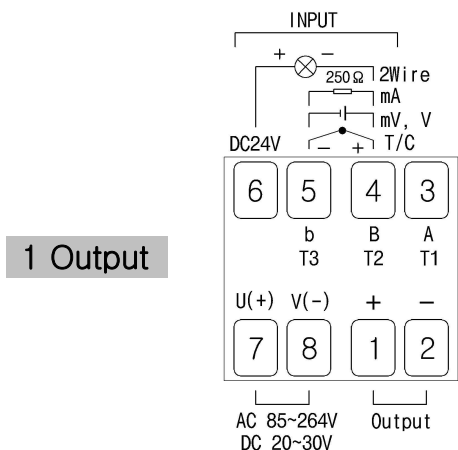 INPUT
+ −
250Ω 2Wire
mA
mV, V
DC24V − + T/C
6 5 4 3
b B A
T3 T2 T1
1 Output
U(+) V(−) + −
7 8 1 2
AC 85~264V Output
DC 20~30V